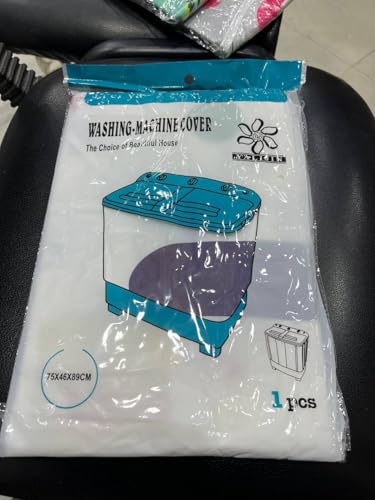 WASHING-MACHINE COVER
The Choice of Beautiful House
75X46X89CM
1 pcs